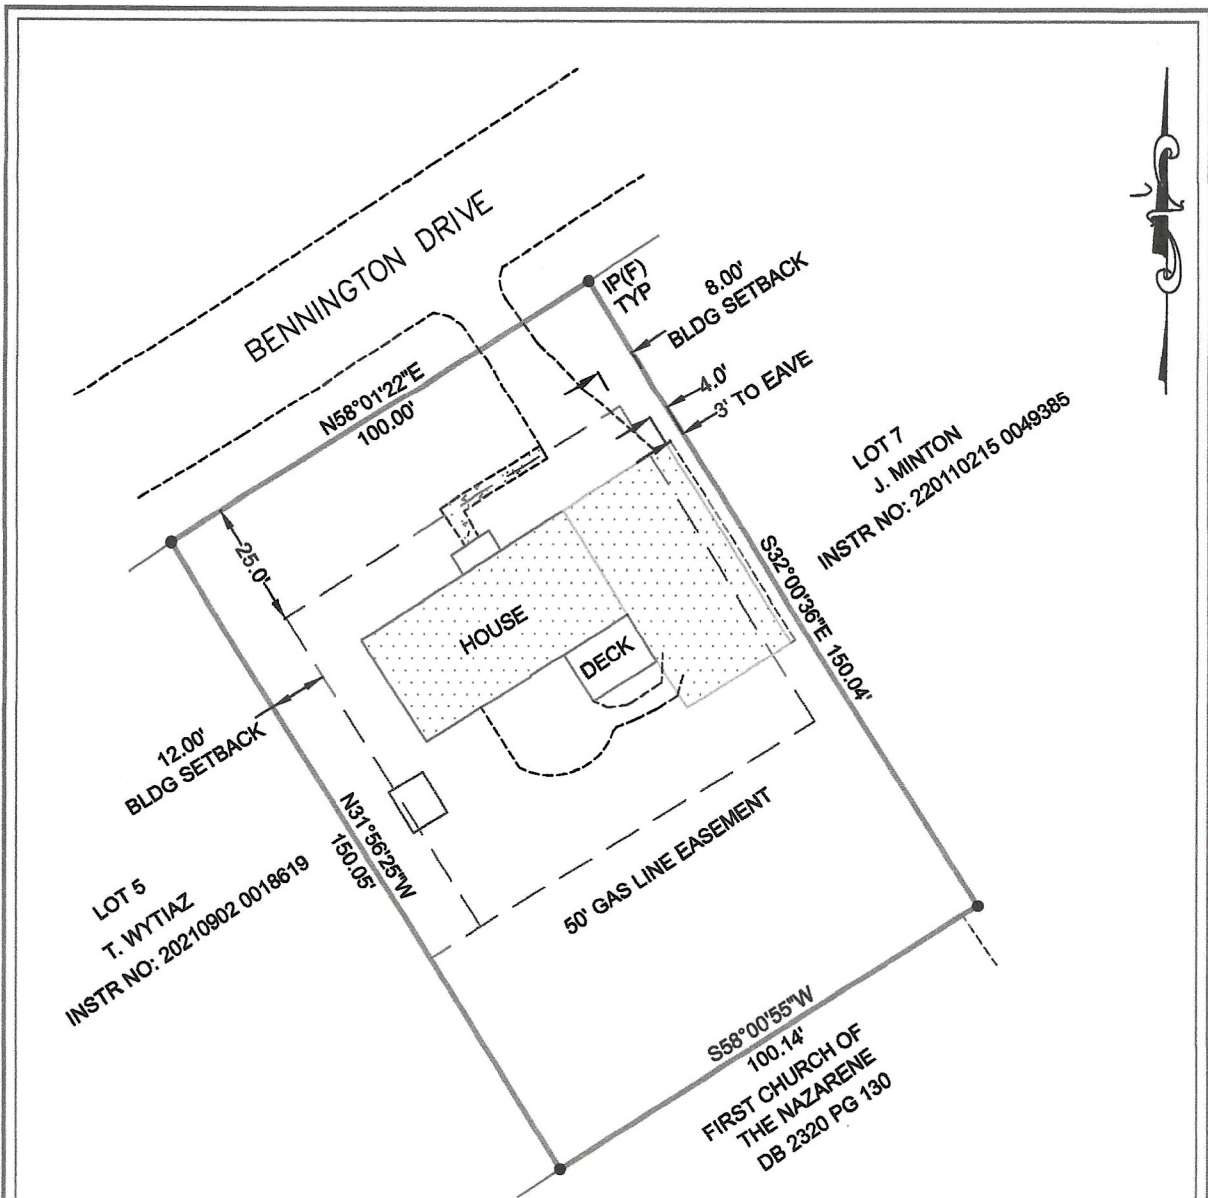 BENNINGTON DRIVE
IP(F)
TYP
8.00'
BLDG SETBACK
N58°01'22"E
100.00'
4.0'
3' TO EAVE
LOT 7
J. MINTON
INSTR NO: 220110215 0049385
25.0'
HOUSE
DECK
S32°00'36"E 150.04'
12.00'
BLDG SETBACK
N31°56'25"W
150.05'
50' GAS LINE EASEMENT
LOT 5
T. WYTIAZ
INSTR NO: 20210902 0018619
S58°00'55"W
100.14'
FIRST CHURCH OF
THE NAZARENE
DB 2320 PG 130